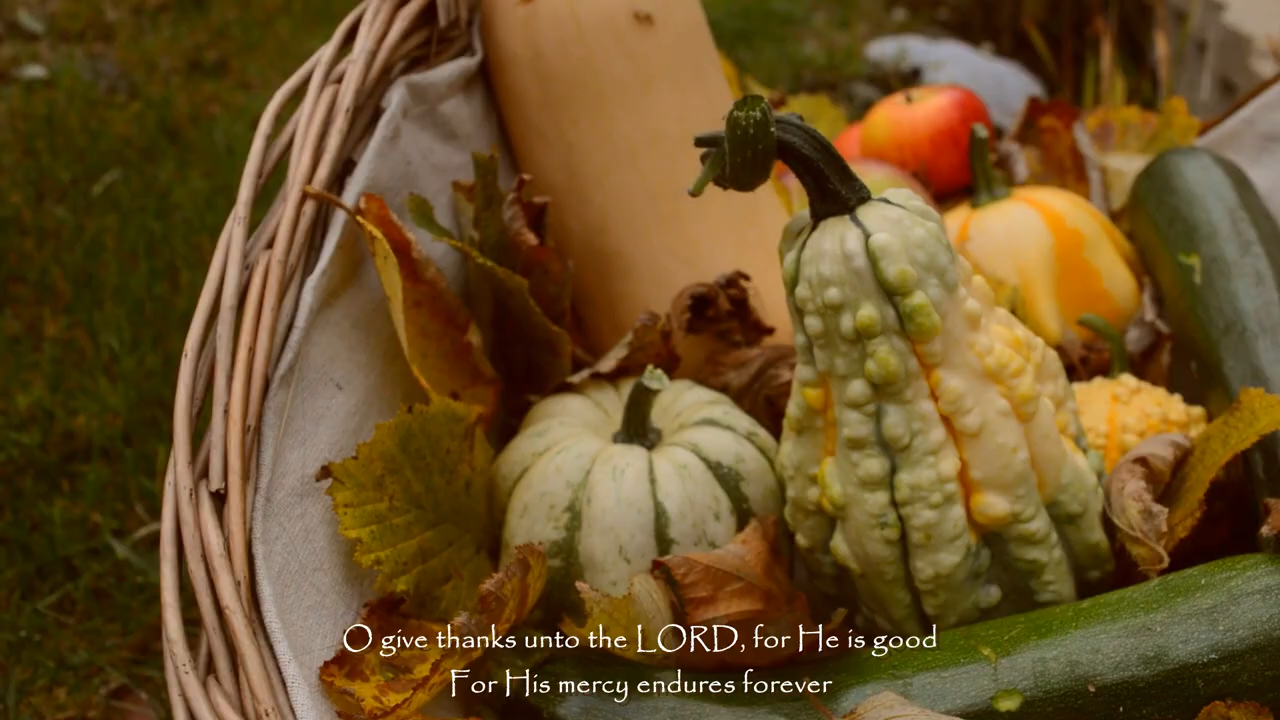 O give thanks unto the LORD, for He is good
For His mercy endures forever